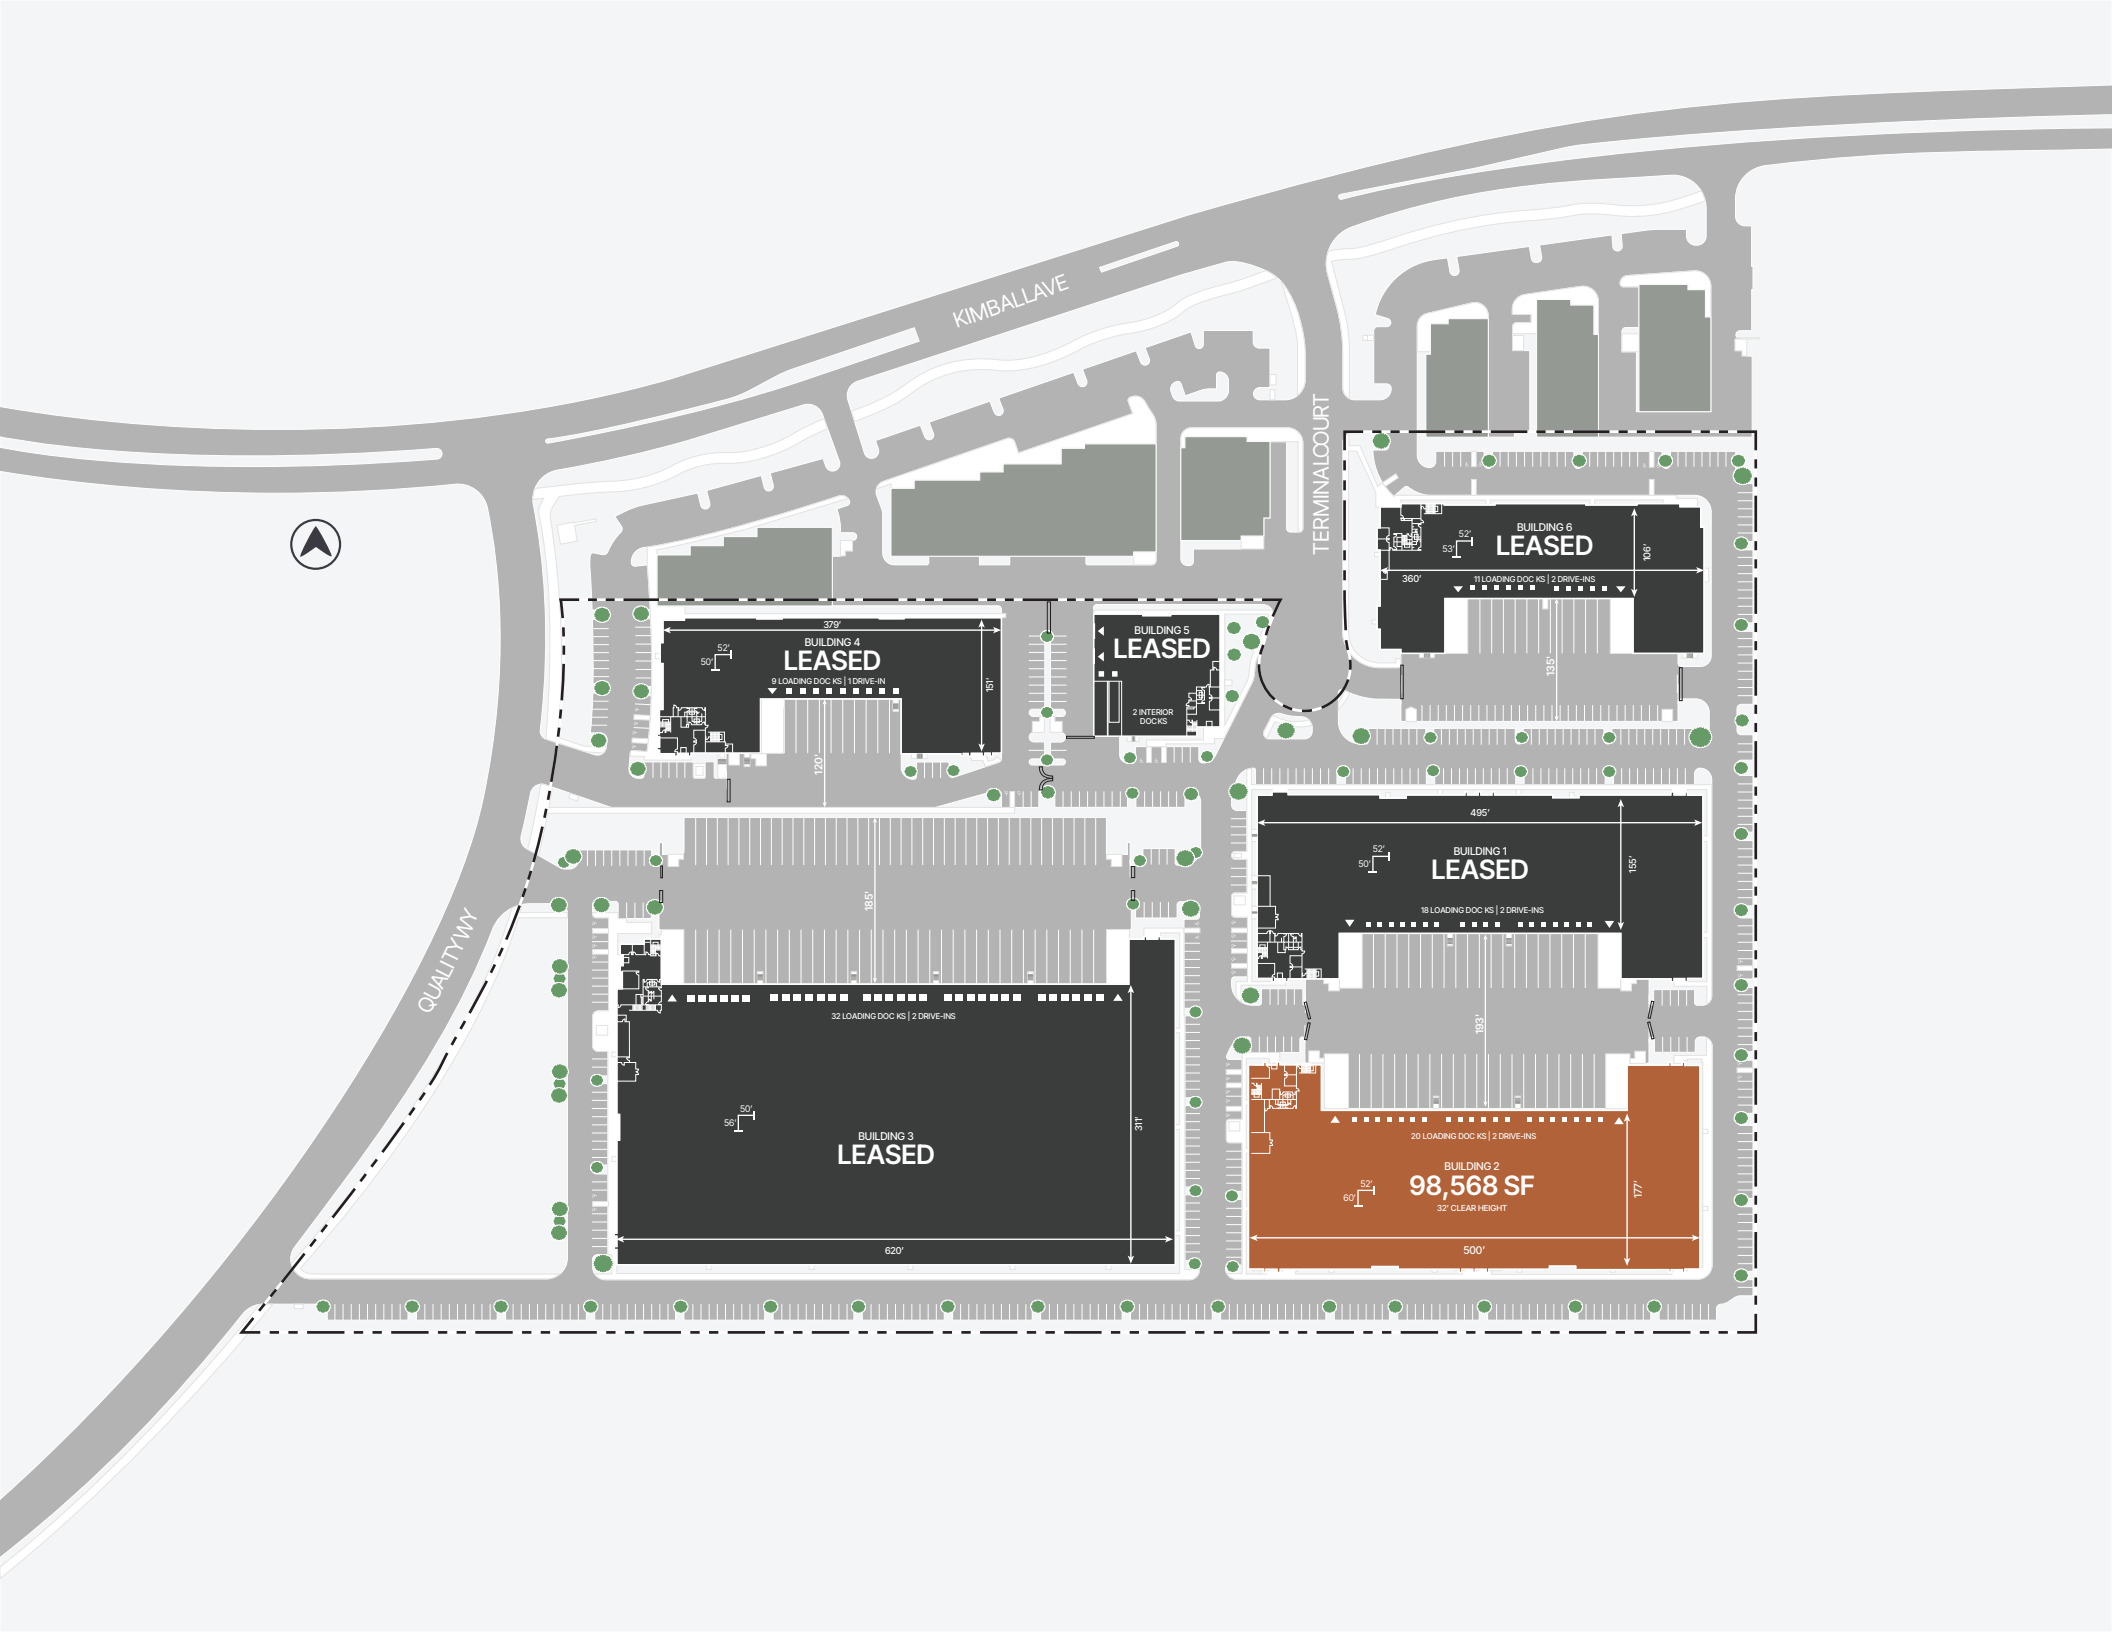 KIMBALL AVE
TERMINAL COURT
QUALITY WY
BUILDING 6
LEASED
52'
53'
360'
106'
11 LOADING DOCKS | 2 DRIVE-INS
135'
379'
BUILDING 4
LEASED
52'
50'
9 LOADING DOCKS | 1 DRIVE-IN
151'
120'
BUILDING 5
LEASED
2 INTERIOR
DOCKS
495'
BUILDING 1
LEASED
52'
50'
155'
18 LOADING DOCKS | 2 DRIVE-INS
193'
185'
32 LOADING DOCKS | 2 DRIVE-INS
50'
56'
BUILDING 3
LEASED
311'
620'
20 LOADING DOCKS | 2 DRIVE-INS
BUILDING 2
98,568 SF
32' CLEAR HEIGHT
52'
60'
177'
500'